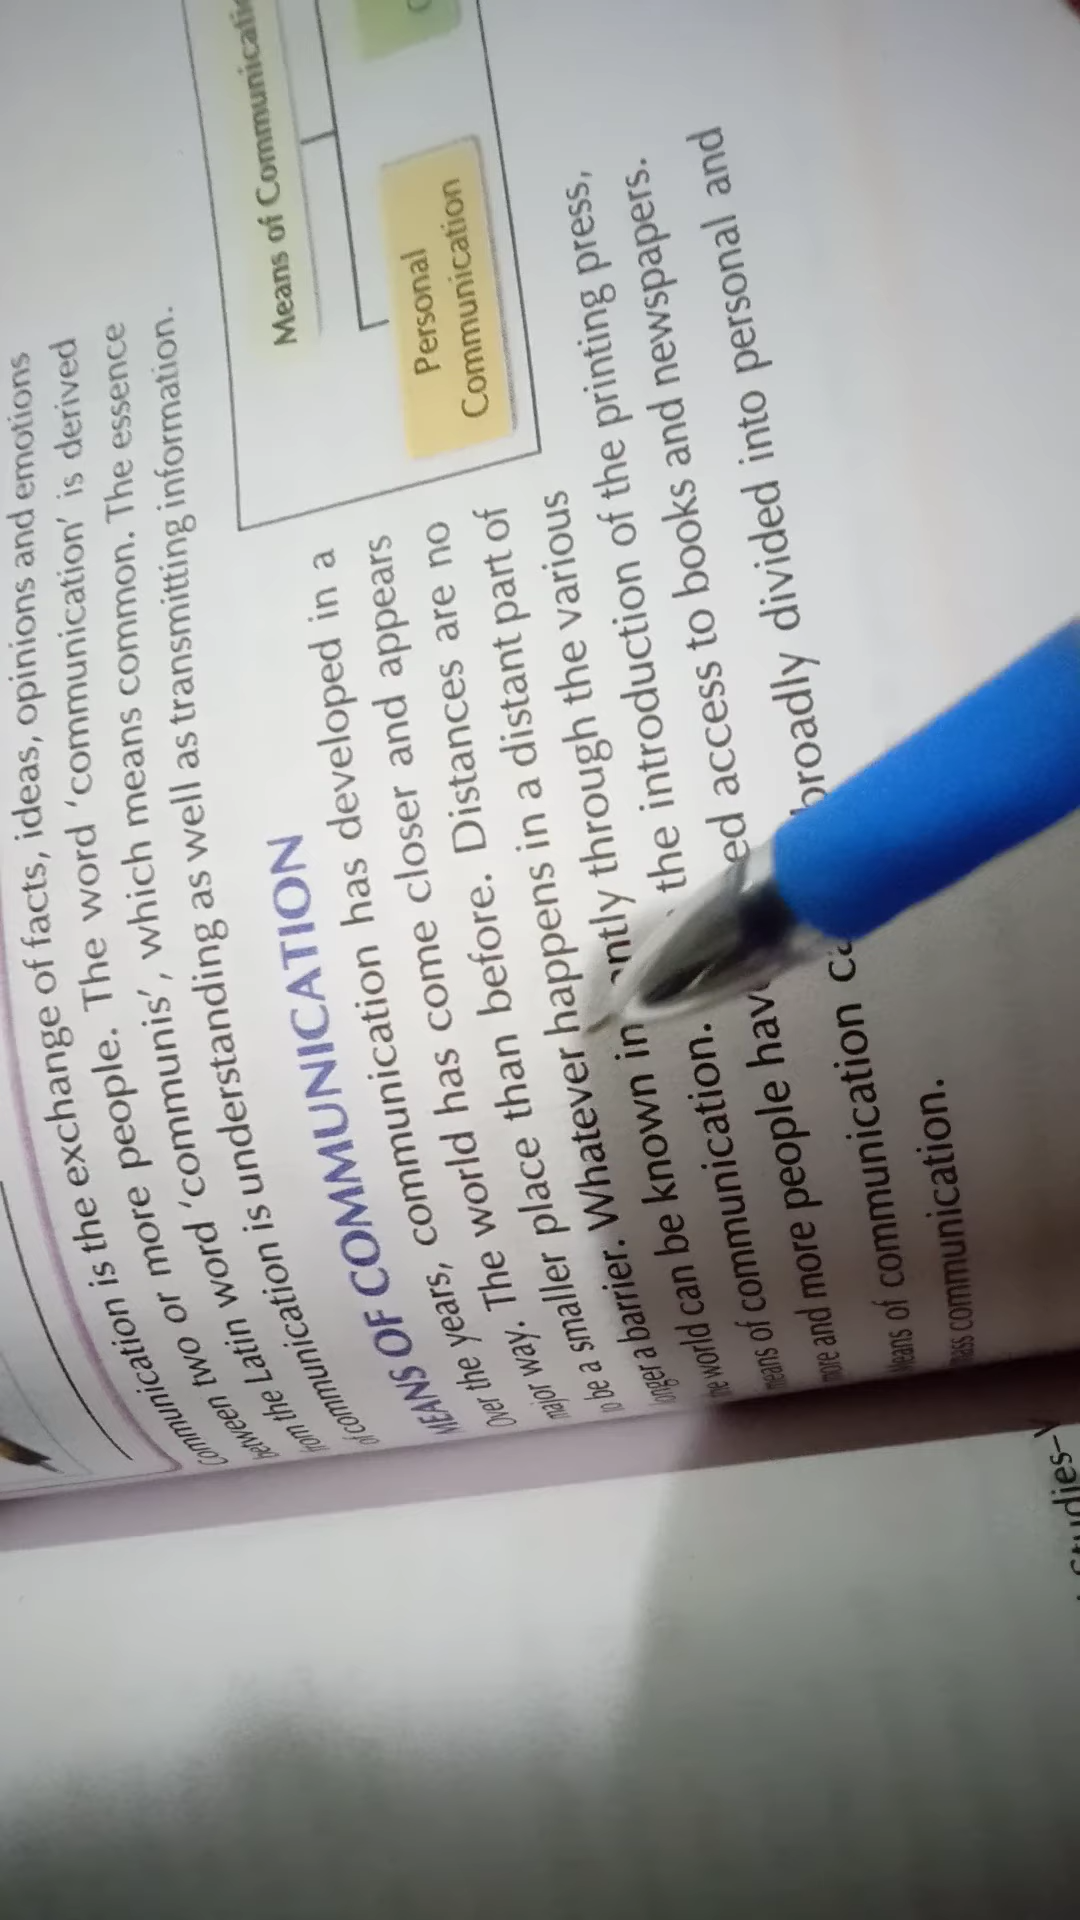 Communication is the exchange of facts, ideas, opinions and emotions
between two or more people. The word 'communication' is derived
from the Latin word 'communis', which means common. The essence
of communication is understanding as well as transmitting information.
MEANS OF COMMUNICATION
Over the years, communication has developed in a
major way. The world has come closer and appears
to be a smaller place than before. Distances are no
longer a barrier. Whatever happens in a distant part of
the world can be known through the various
means of communication. the introduction of the printing press,
more and more people have access to books and newspapers.
Means of communication broadly divided into personal and
mass communication.
Means of
Personal
Communication
Studies–V